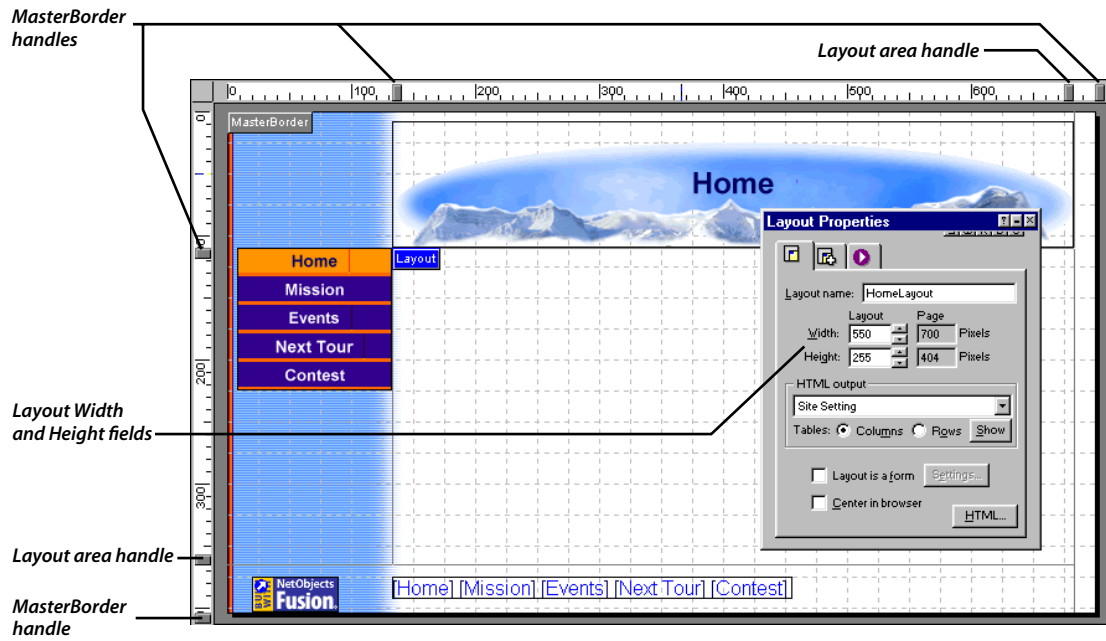 MasterBorder
handles
Layout area handle
0 100 200 300 400 500 600
0
MasterBorder
Home
Layout Properties
Home
Layout
Mission
Events
Next Tour
Contest
Layout name: HomeLayout
Layout Page
Width: 550 700 Pixels
Height: 255 404 Pixels
HTML output
Site Setting
Tables: Columns Rows Show
Layout is a form Settings...
Center in browser
HTML...
200
300
Layout Width
and Height fields
Layout area handle
MasterBorder
handle
NetObjects
Fusion
[Home] [Mission] [Events] [Next Tour] [Contest]